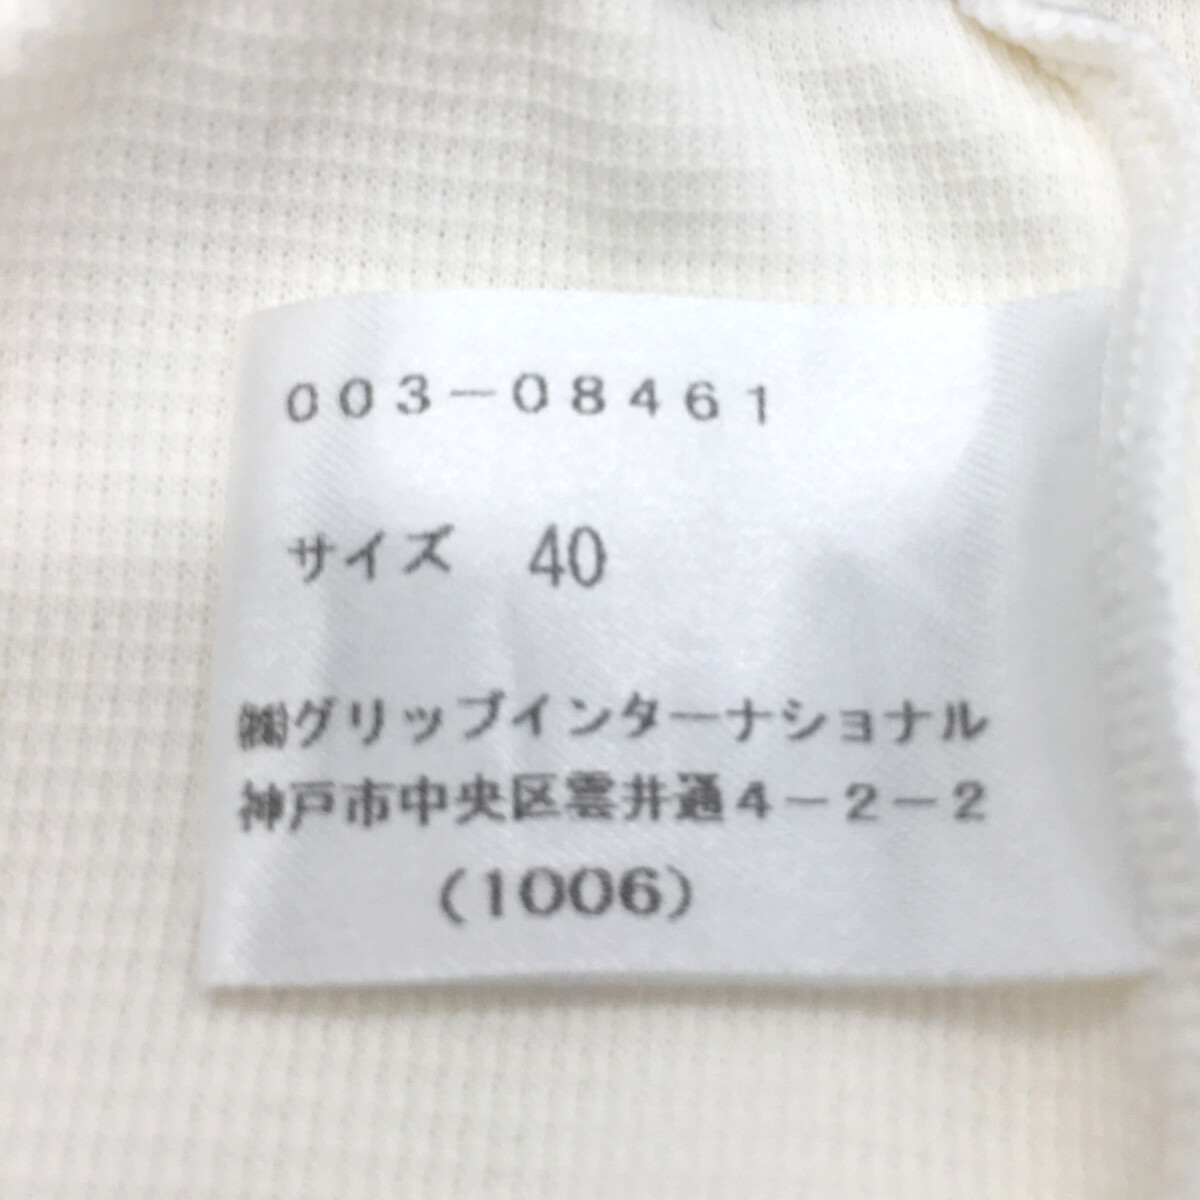 003-08461
サイズ 40
㈱グリップインターナショナル
神戸市中央区雲井通4-2-2
(1006)